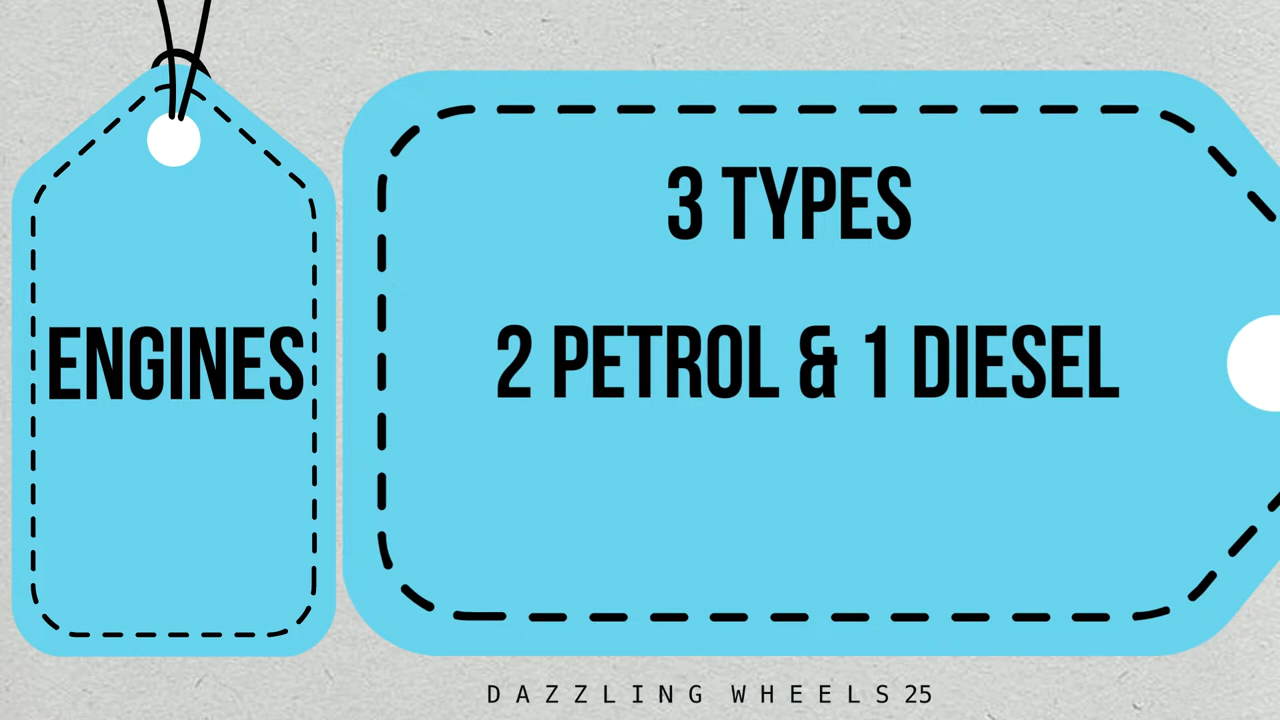 ENGINES
3 TYPES
2 PETROL & 1 DIESEL
DAZZLING WHEELS 25